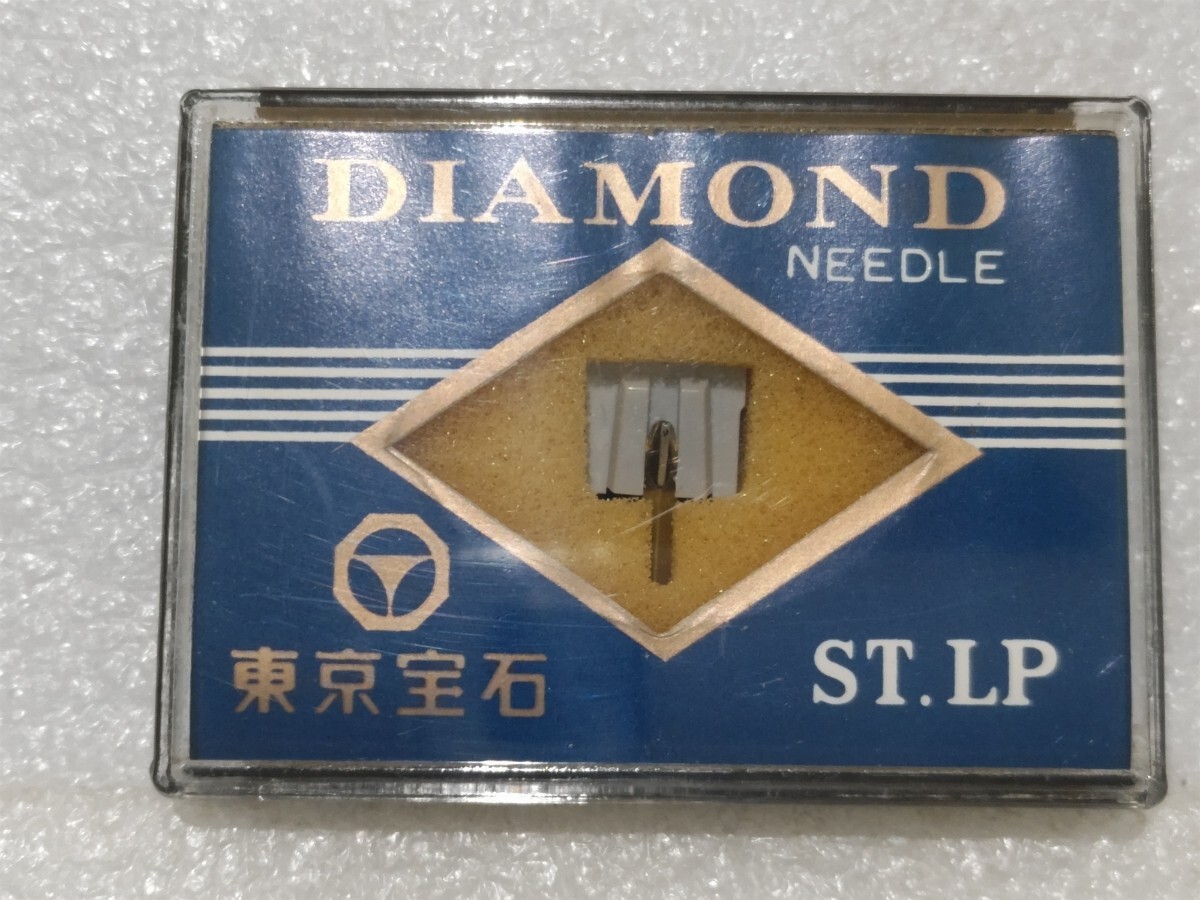 DIAMOND
NEEDLE
東京宝石
ST. LP